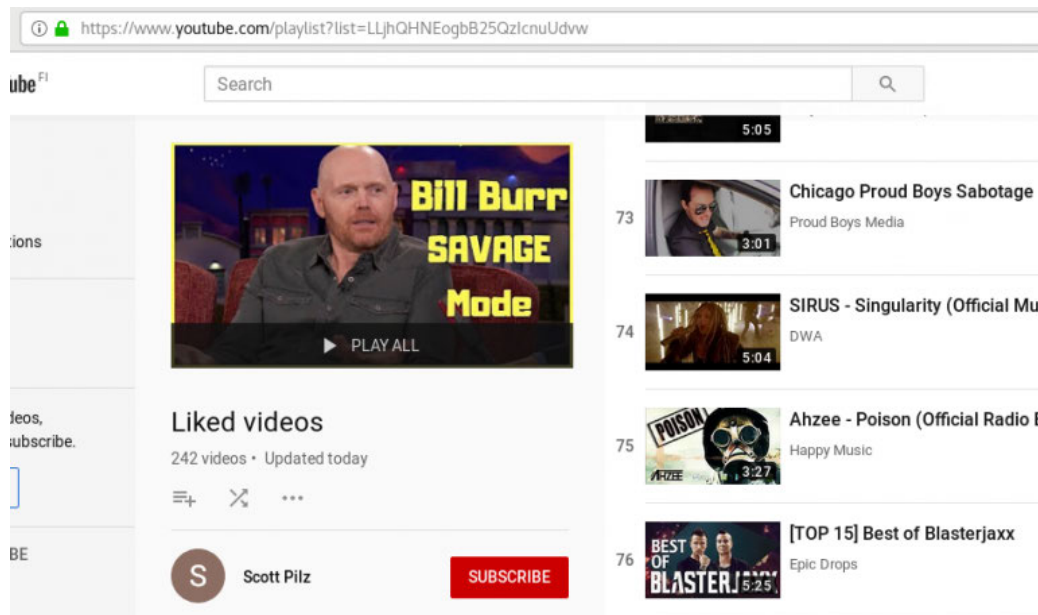 https://www.youtube.com/playlist?list=LLjhQHNEogbB25QzIcnuUdvw
ube FI
Search
tions
deos,
subscribe.
BE
Bill Burr
SAVAGE
Mode
PLAY ALL
Liked videos
242 videos • Updated today
S
Scott Pilz
SUBSCRIBE
5:05
73
3:01
Chicago Proud Boys Sabotage
Proud Boys Media
74
5:04
SIRUS - Singularity (Official Mu
DWA
75
POISON
AHZEE
3:27
Ahzee - Poison (Official Radio E
Happy Music
76
BEST
OF
BLASTERJAXX
5:25
[TOP 15] Best of Blasterjaxx
Epic Drops